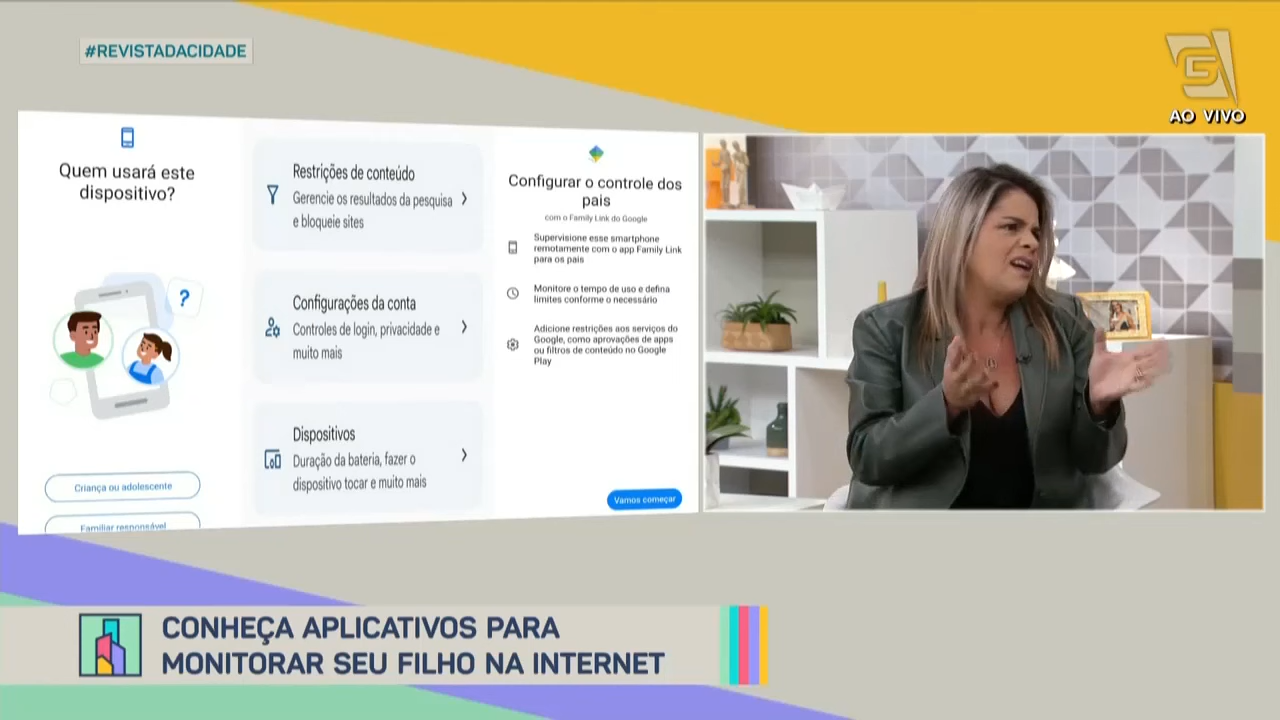 #REVISTADACIDADE
AO VIVO
Quem usará este
dispositivo?
?
Criança ou adolescente
Familiar responsável
Restrições de conteúdo
Gerencie os resultados da pesquisa
e bloqueie sites
Configurações da conta
Controles de login, privacidade e
muito mais
Dispositivos
Duração da bateria, fazer o
dispositivo tocar e muito mais
Configurar o controle dos
pais
com o Family Link do Google
Supervisione esse smartphone
remotamente com o app Family Link
para os pais
Monitore o tempo de uso e defina
limites conforme o necessário
Adicione restrições aos serviços do
Google, como aprovações de apps
ou filtros de conteúdo no Google
Play
Vamos começar
CONHEÇA APLICATIVOS PARA
MONITORAR SEU FILHO NA INTERNET